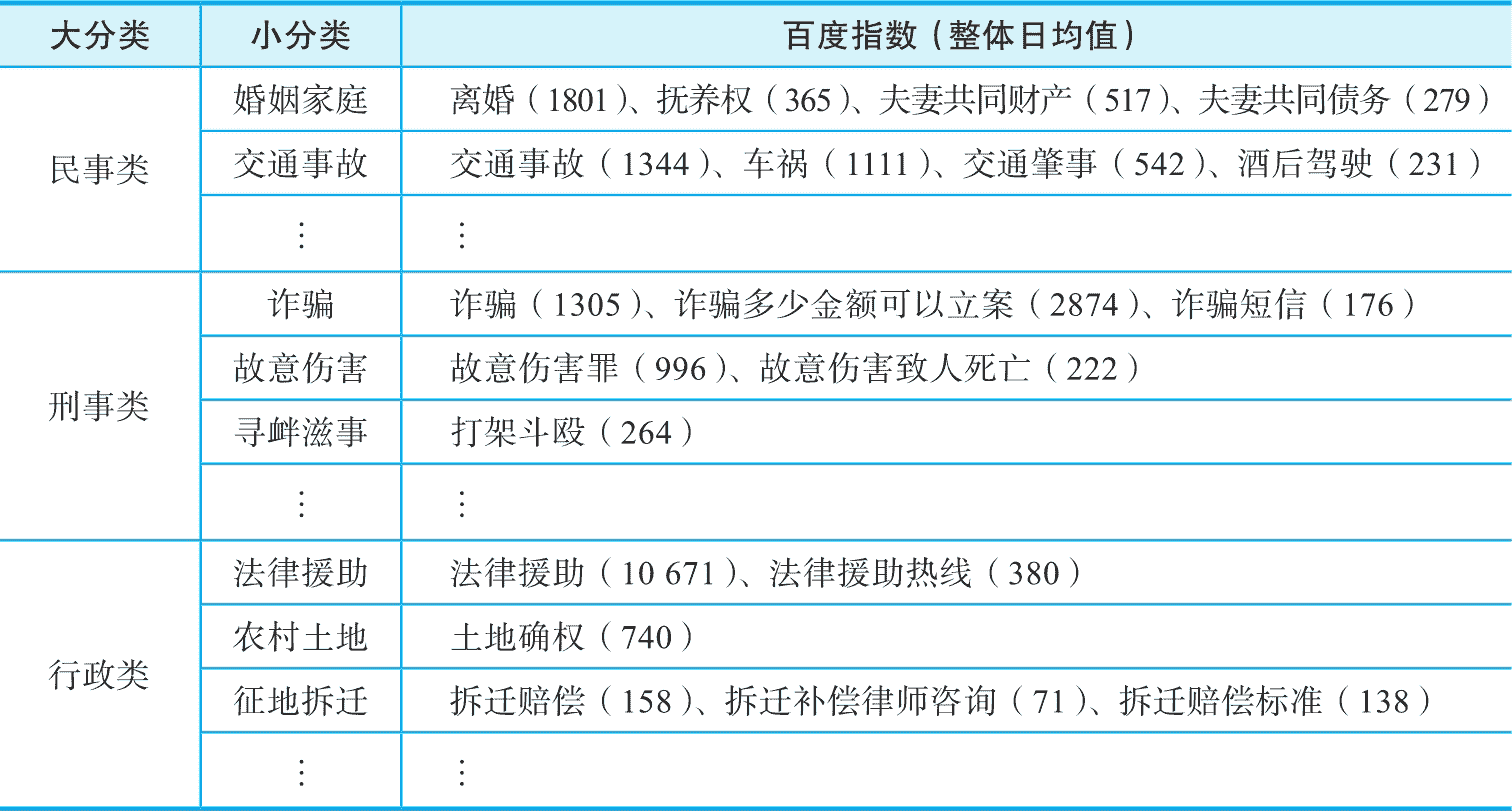 大分类 小分类 百度指数（整体日均值）
民事类
婚姻家庭 离婚（1801）、抚养权（365）、夫妻共同财产（517）、夫妻共同债务（279）
交通事故 交通事故（1344）、车祸（1111）、交通肇事（542）、酒后驾驶（231）
⋮ ⋮
刑事类
诈骗 诈骗（1305）、诈骗多少金额可以立案（2874）、诈骗短信（176）
故意伤害 故意伤害罪（996）、故意伤害致人死亡（222）
寻衅滋事 打架斗殴（264）
⋮ ⋮
行政类
法律援助 法律援助（10 671）、法律援助热线（380）
农村土地 土地确权（740）
征地拆迁 拆迁赔偿（158）、拆迁补偿律师咨询（71）、拆迁赔偿标准（138）
⋮ ⋮